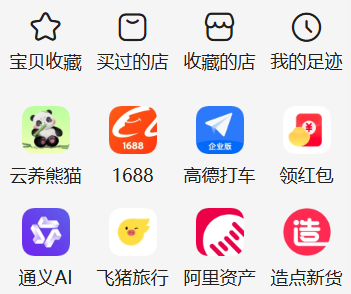 宝贝收藏 买过的店 收藏的店 我的足迹
1688 企业版 ¥
云养熊猫 1688 高德打车 领红包
造
通义AI 飞猪旅行 阿里资产 造点新货